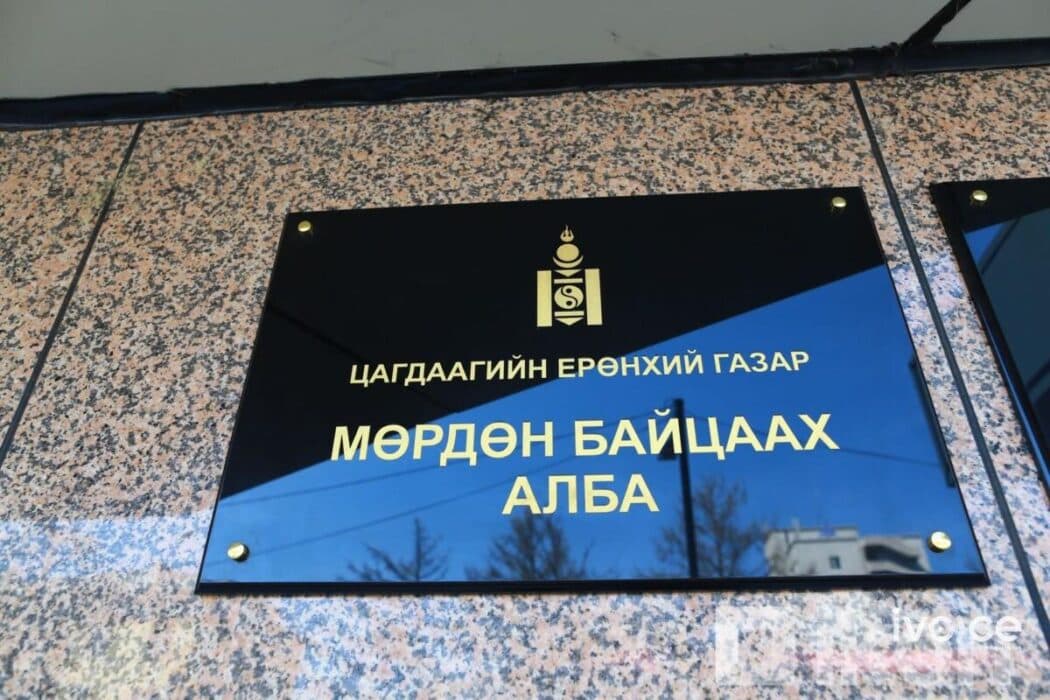 ЦАГДААГИЙН ЕРӨНХИЙ ГАЗАР
МӨРДӨН БАЙЦААХ
АЛБА